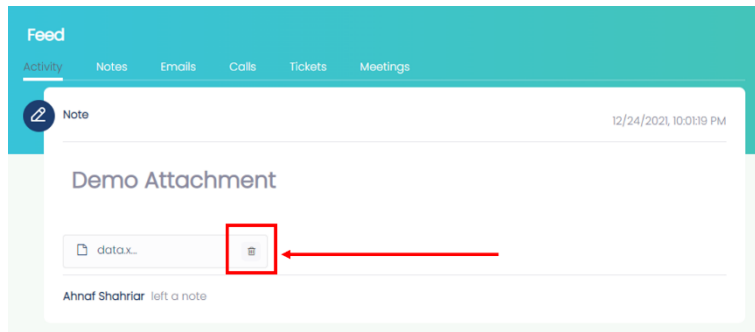 Feed
Activity Notes Emails Calls Tickets Meetings
Note
12/24/2021, 10:01:19 PM
Demo Attachment
data.x...
Ahnaf Shahriar left a note